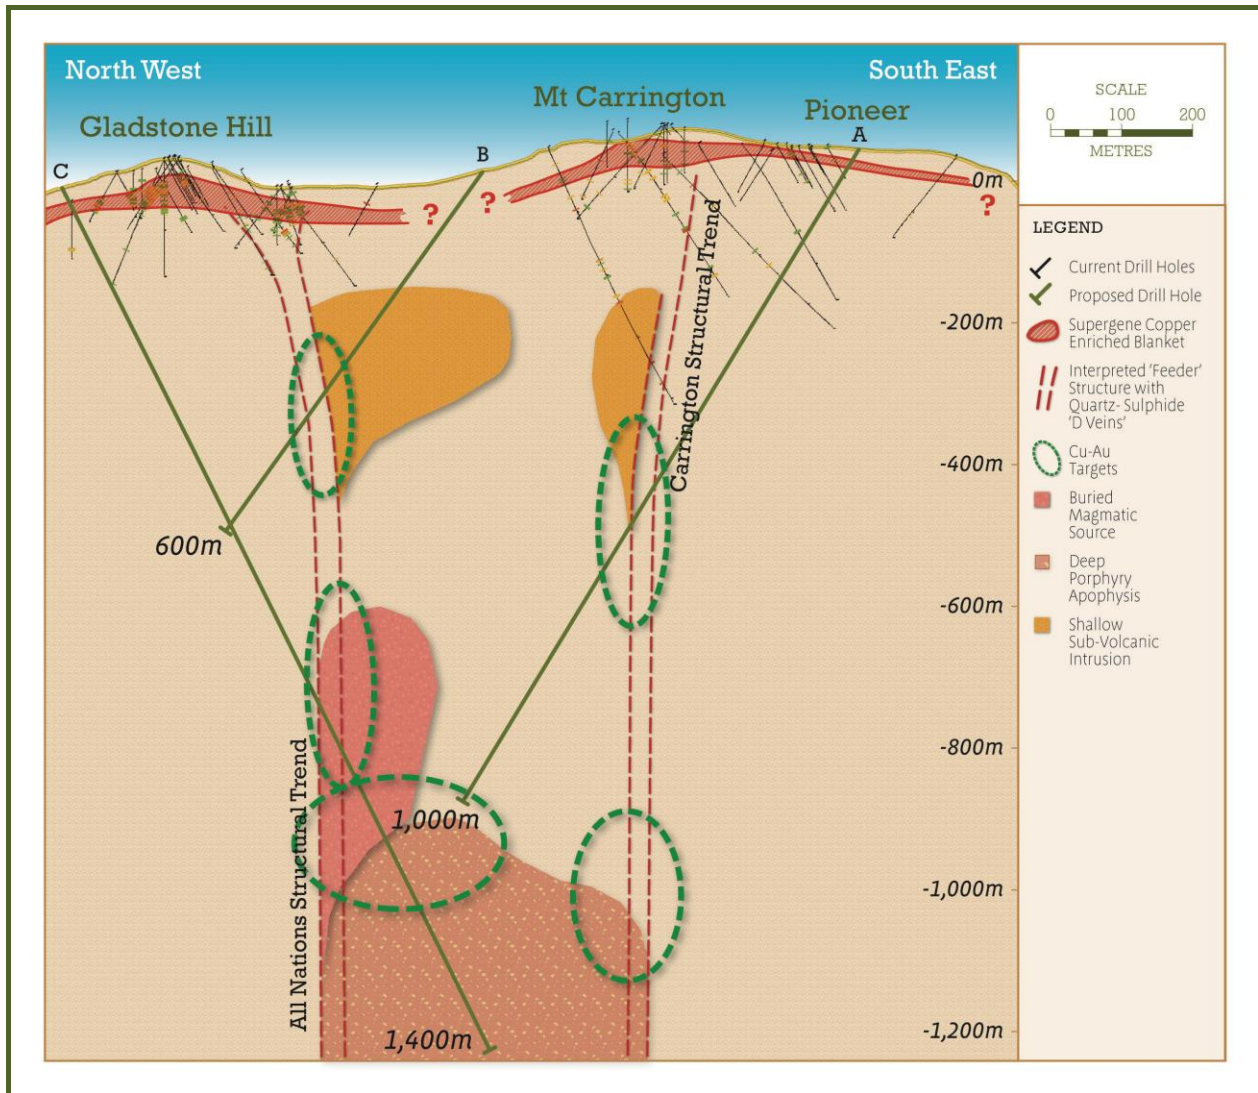 North West
South East
Gladstone Hill
Mt Carrington
Pioneer
C
B
A
?
?
?
0m
-200m
-400m
-600m
-800m
-1,000m
-1,200m
Carrington Structural Trend
All Nations Structural Trend
600m
1,000m
1,400m
SCALE
0 100 200
METRES
LEGEND
Current Drill Holes
Proposed Drill Hole
Supergene Copper
Enriched Blanket
Interpreted 'Feeder'
Structure with
Quartz- Sulphide
'D Veins'
Cu-Au
Targets
Buried
Magmatic
Source
Deep
Porphyry
Apophysis
Shallow
Sub-Volcanic
Intrusion